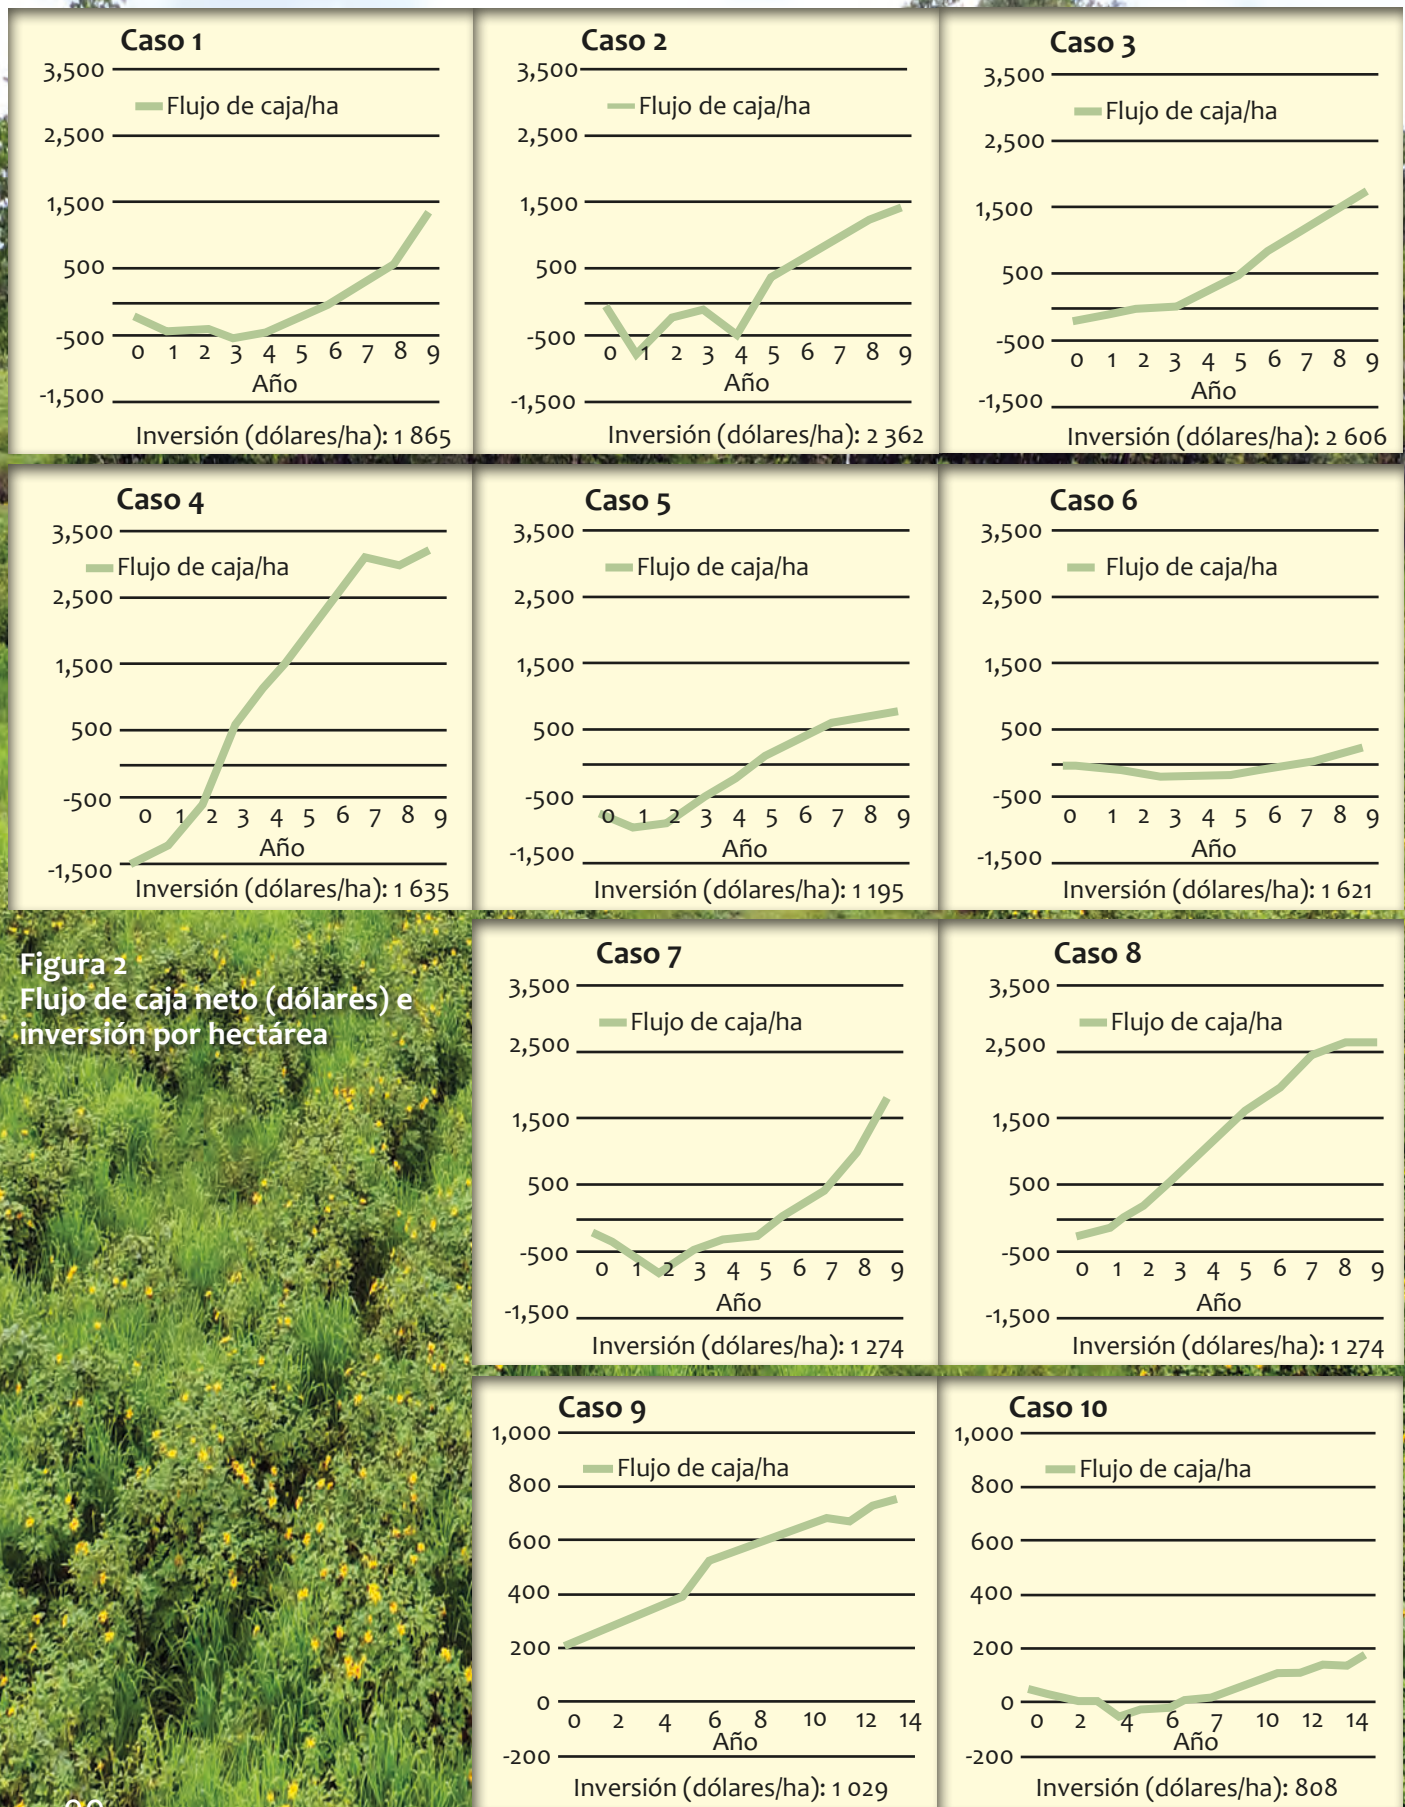 Caso 1
3,500
Flujo de caja/ha
2,500
1,500
500
-500
0 1 2 3 4 5 6 7 8 9
Año
-1,500
Inversión (dólares/ha): 1 865
Caso 2
3,500
Flujo de caja/ha
2,500
1,500
500
-500
0 1 2 3 4 5 6 7 8 9
Año
-1,500
Inversión (dólares/ha): 2 362
Caso 3
3,500
Flujo de caja/ha
2,500
1,500
500
-500
0 1 2 3 4 5 6 7 8 9
Año
-1,500
Inversión (dólares/ha): 2 606
Caso 4
3,500
Flujo de caja/ha
2,500
1,500
500
-500
0 1 2 3 4 5 6 7 8 9
Año
-1,500
Inversión (dólares/ha): 1 635
Caso 5
3,500
Flujo de caja/ha
2,500
1,500
500
-500
0 1 2 3 4 5 6 7 8 9
Año
-1,500
Inversión (dólares/ha): 1 195
Caso 6
3,500
Flujo de caja/ha
2,500
1,500
500
-500
0 1 2 3 4 5 6 7 8 9
Año
-1,500
Inversión (dólares/ha): 1 621
Figura 2
Flujo de caja neto (dólares) e
inversión por hectárea
Caso 7
3,500
Flujo de caja/ha
2,500
1,500
500
-500
0 1 2 3 4 5 6 7 8 9
Año
-1,500
Inversión (dólares/ha): 1 274
Caso 8
3,500
Flujo de caja/ha
2,500
1,500
500
-500
0 1 2 3 4 5 6 7 8 9
Año
-1,500
Inversión (dólares/ha): 1 274
Caso 9
1,000
Flujo de caja/ha
800
600
400
200
0
0 2 4 6 8 10 12 14
Año
-200
Inversión (dólares/ha): 1 029
Caso 10
1,000
Flujo de caja/ha
800
600
400
200
0
0 2 4 6 7 10 12 14
Año
-200
Inversión (dólares/ha): 808